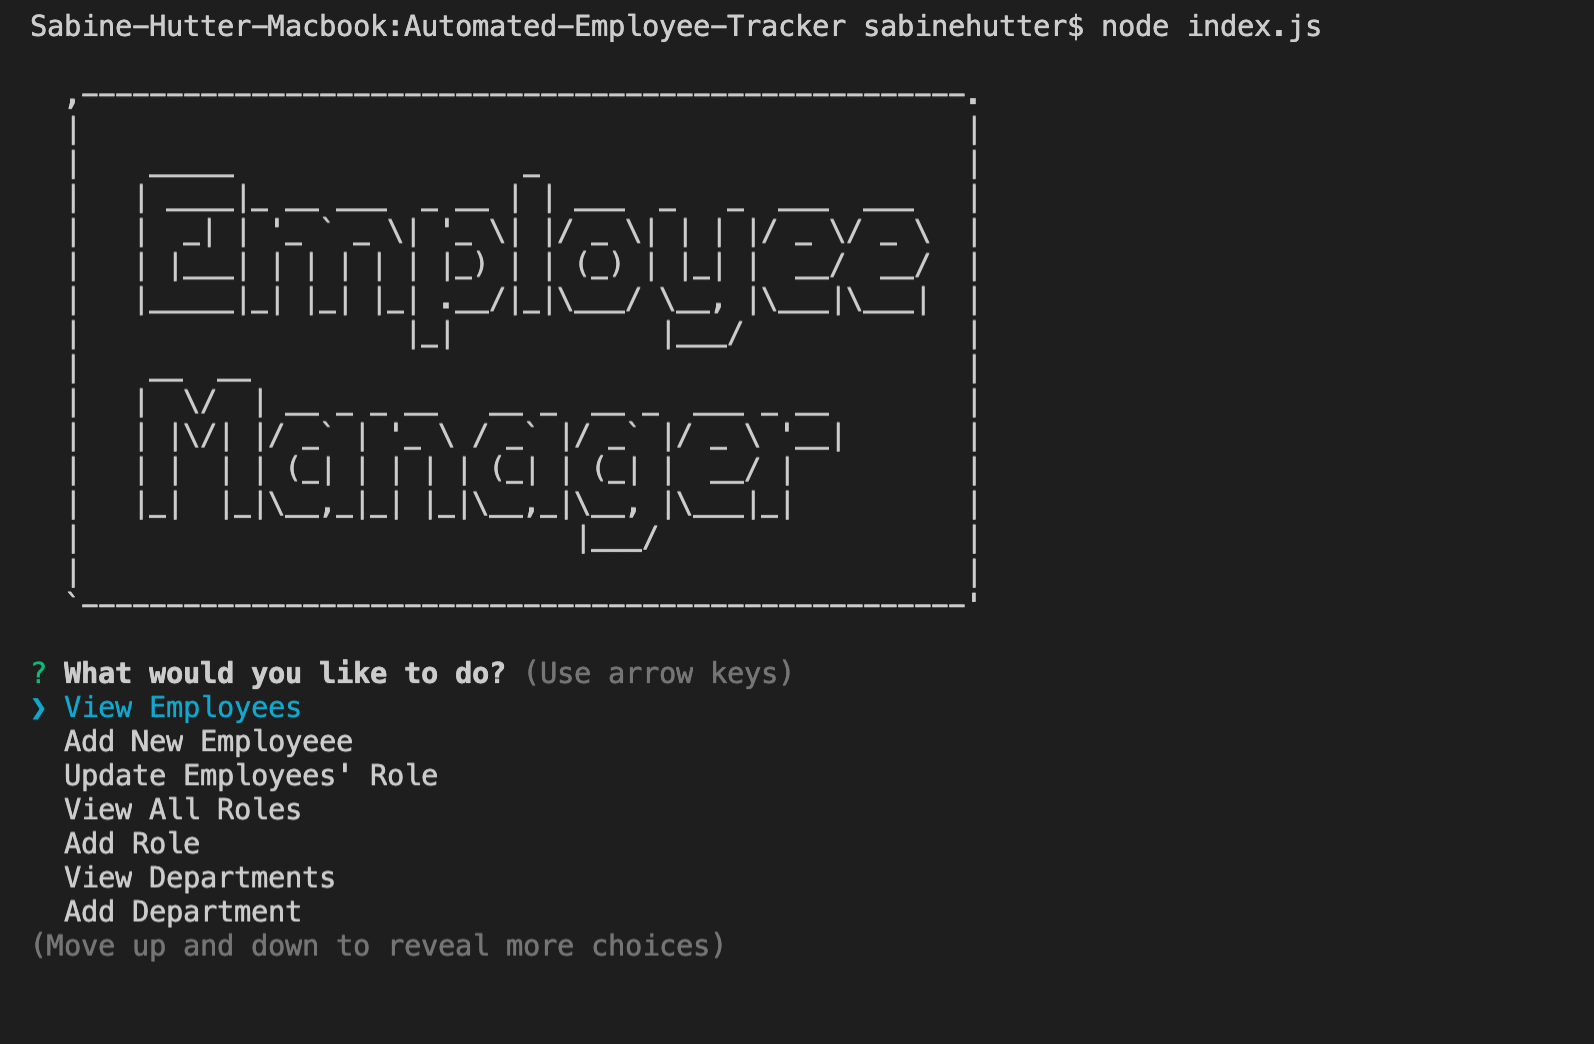 Sabine-Hutter-Macbook:Automated-Employee-Tracker sabinehutter$ node index.js
Employee
Manager
? What would you like to do? (Use arrow keys)
❯ View Employees
Add New Employeee
Update Employees' Role
View All Roles
Add Role
View Departments
Add Department
(Move up and down to reveal more choices)